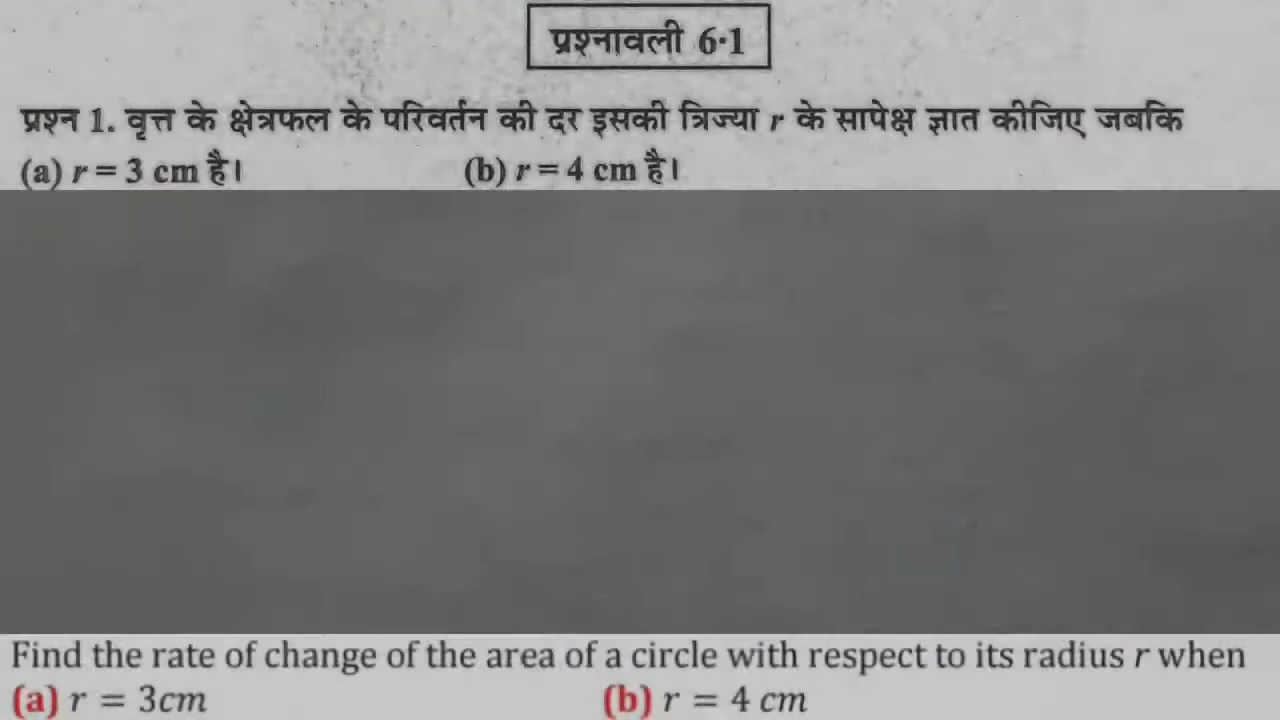 प्रश्नावली 6·1
प्रश्न 1. वृत्त के क्षेत्रफल के परिवर्तन की दर इसकी त्रिज्या r के सापेक्ष ज्ञात कीजिए जबकि
(a) r = 3 cm है। (b) r = 4 cm है।
Find the rate of change of the area of a circle with respect to its radius r when
(a) r = 3cm (b) r = 4 cm